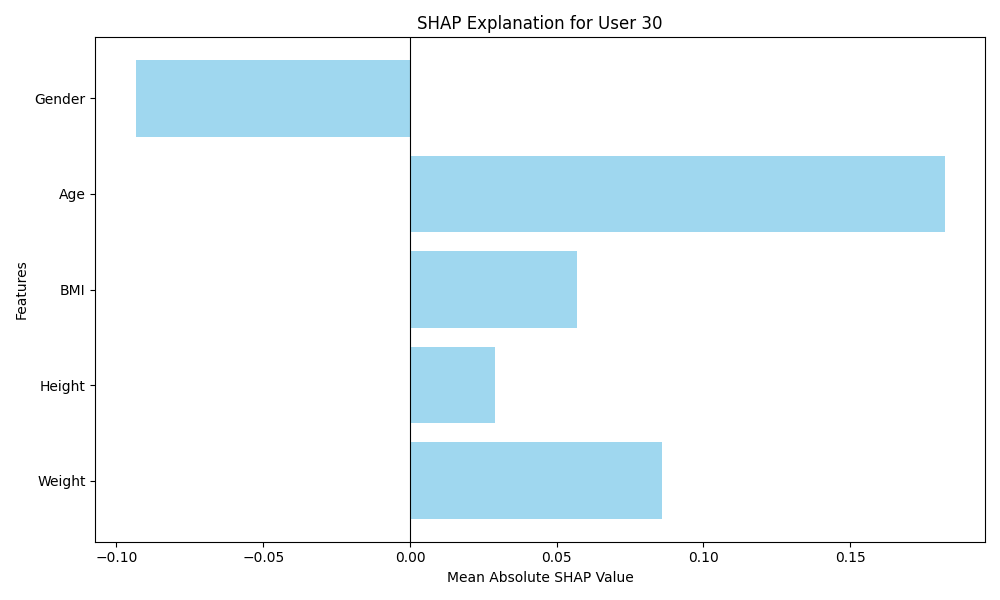 SHAP Explanation for User 30
Features
Gender
Age
BMI
Height
Weight
−0.10
−0.05
0.00
0.05
0.10
0.15
Mean Absolute SHAP Value